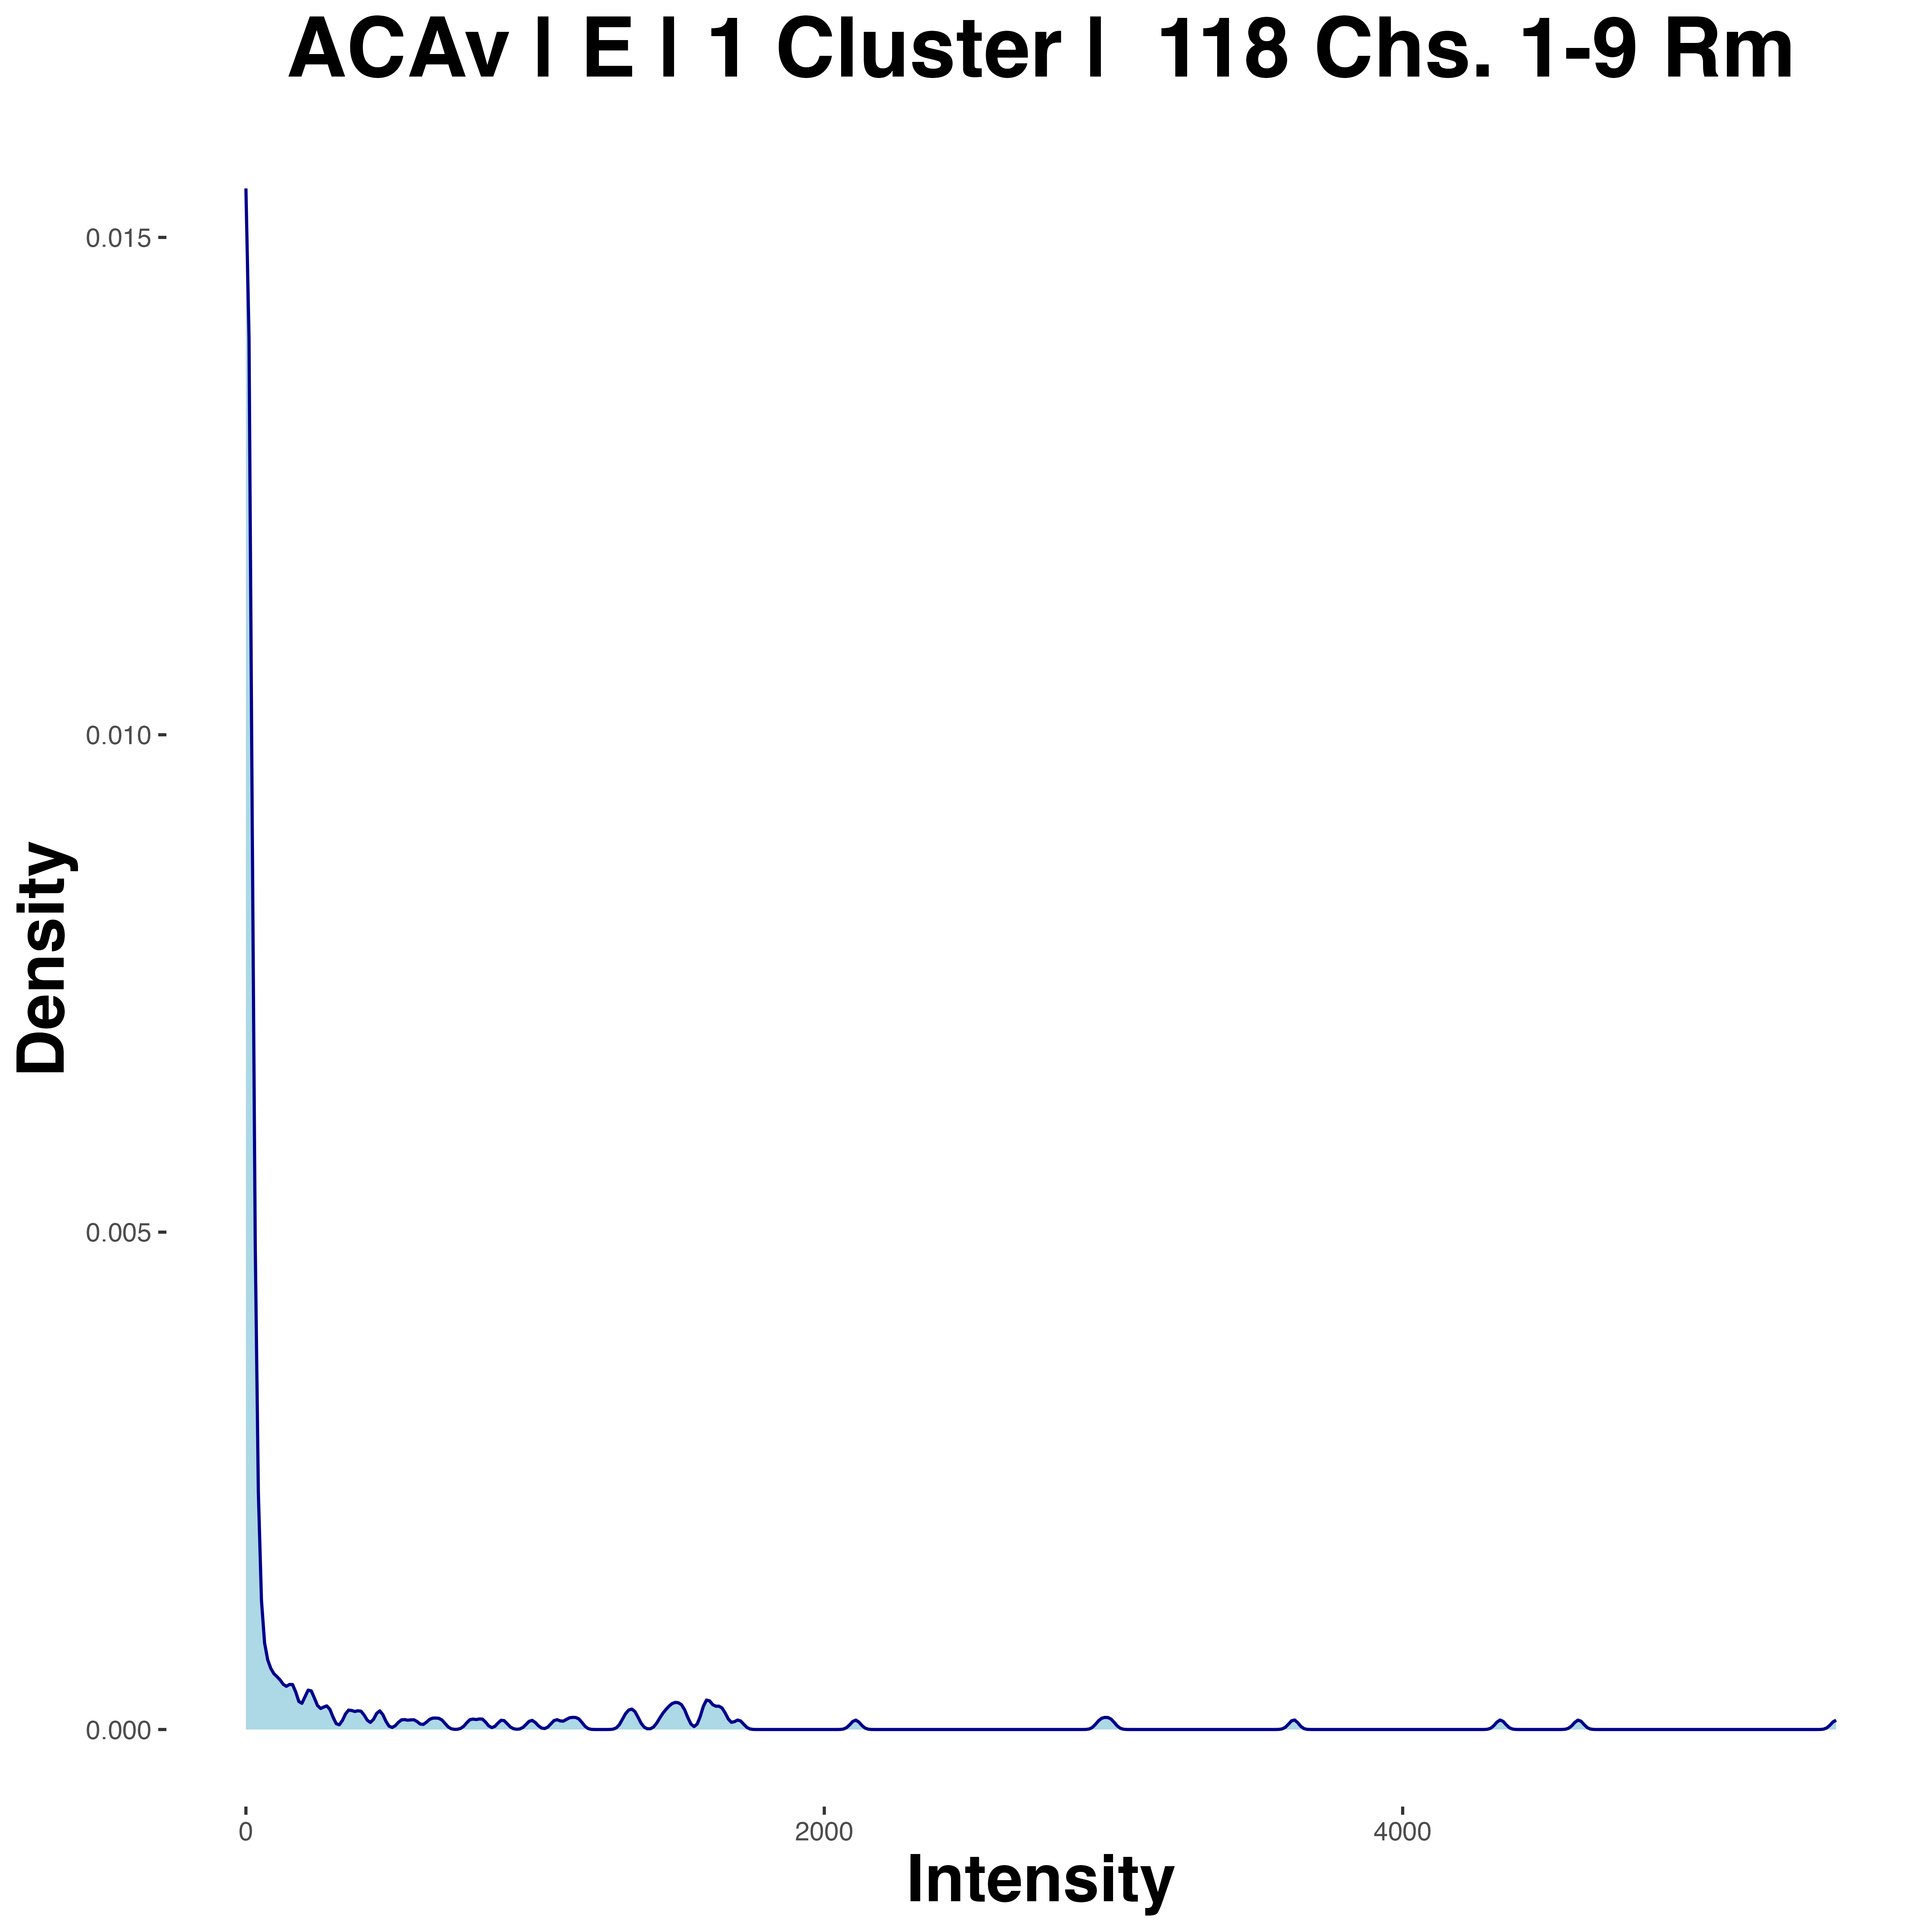 ACAv | E | 1 Cluster |  118 Chs. 1-9 Rm
0.015
0.010
0.005
0.000
Density
0
2000
4000
Intensity